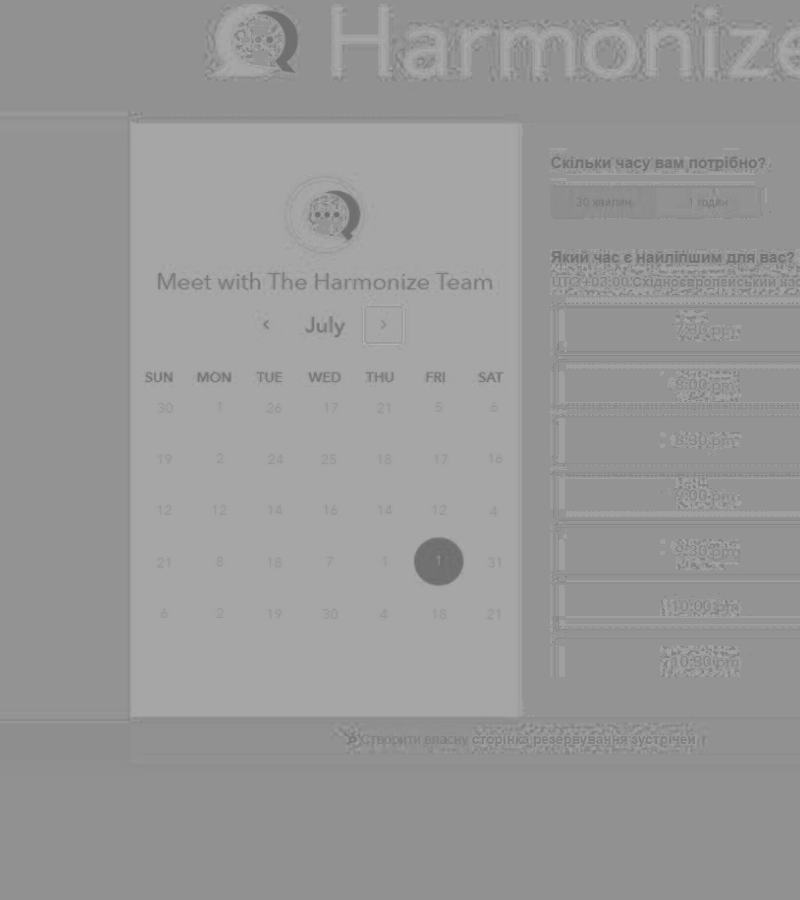 Harmonize
Meet with The Harmonize Team
‹ July ›
SUN MON TUE WED THU FRI SAT
30 1 26 17 21 5 6
19 2 24 25 18 17 16
12 12 14 16 14 12 4
21 8 18 7 1 1 31
6 2 19 30 4 18 21
Скільки часу вам потрібно?
30 хвилин 1 годин
Який час є найліпшим для вас?
UTC+03:00 Східноєвропейський час
7:30 pm
8:00 pm
8:30 pm
9:00 pm
9:30 pm
10:00 pm
10:30 pm
Створити власну сторінка резервування зустрічей